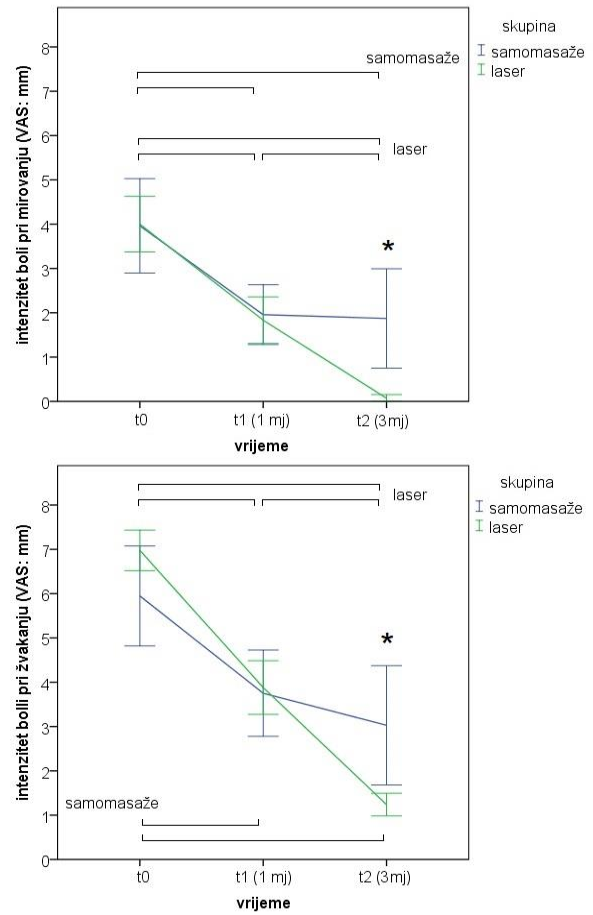 skupina
samomasaže
laser
samomasaže
laser
intenzitet boli pri mirovanju (VAS: mm)
8
7
6
5
4
3
2
1
0
*
t0
t1 (1 mj)
t2 (3mj)
vrijeme
skupina
samomasaže
laser
laser
intenzitet bolli pri žvakanju (VAS: mm)
8
7
6
5
4
3
2
1
0
*
samomasaže
t0
t1 (1 mj)
t2 (3mj)
vrijeme